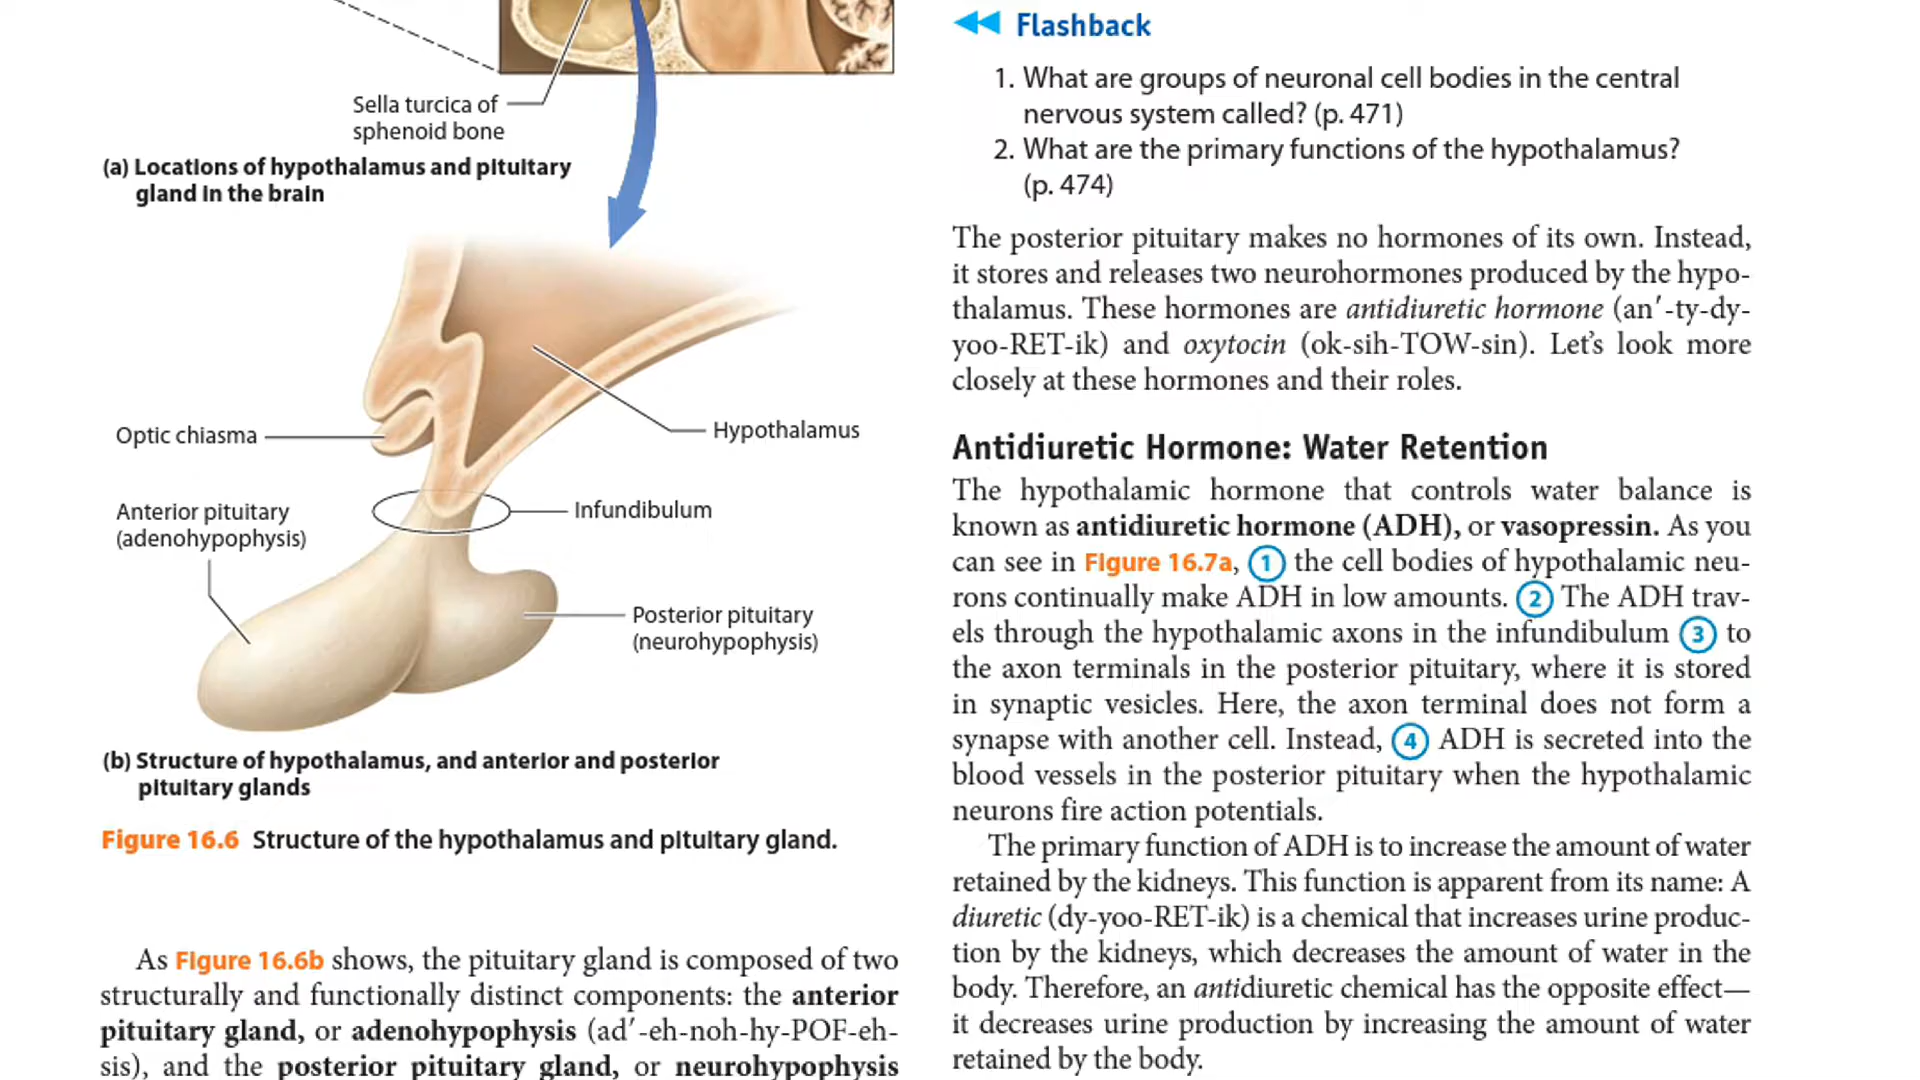 Sella turcica of
sphenoid bone
(a) Locations of hypothalamus and pituitary
gland in the brain
Optic chiasma
Hypothalamus
Anterior pituitary
(adenohypophysis)
Infundibulum
Posterior pituitary
(neurohypophysis)
(b) Structure of hypothalamus, and anterior and posterior
pituitary glands
Figure 16.6 Structure of the hypothalamus and pituitary gland.
As Figure 16.6b shows, the pituitary gland is composed of two
structurally and functionally distinct components: the anterior
pituitary gland, or adenohypophysis (ad′-eh-noh-hy-POF-eh-
sis), and the posterior pituitary gland, or neurohypophysis
Flashback
1. What are groups of neuronal cell bodies in the central
nervous system called? (p. 471)
2. What are the primary functions of the hypothalamus?
(p. 474)
The posterior pituitary makes no hormones of its own. Instead,
it stores and releases two neurohormones produced by the hypo-
thalamus. These hormones are antidiuretic hormone (an′-ty-dy-
yoo-RET-ik) and oxytocin (ok-sih-TOW-sin). Let's look more
closely at these hormones and their roles.
Antidiuretic Hormone: Water Retention
The hypothalamic hormone that controls water balance is
known as antidiuretic hormone (ADH), or vasopressin. As you
can see in Figure 16.7a, 1 the cell bodies of hypothalamic neu-
rons continually make ADH in low amounts. 2 The ADH trav-
els through the hypothalamic axons in the infundibulum 3 to
the axon terminals in the posterior pituitary, where it is stored
in synaptic vesicles. Here, the axon terminal does not form a
synapse with another cell. Instead, 4 ADH is secreted into the
blood vessels in the posterior pituitary when the hypothalamic
neurons fire action potentials.
The primary function of ADH is to increase the amount of water
retained by the kidneys. This function is apparent from its name: A
diuretic (dy-yoo-RET-ik) is a chemical that increases urine produc-
tion by the kidneys, which decreases the amount of water in the
body. Therefore, an antidiuretic chemical has the opposite effect—
it decreases urine production by increasing the amount of water
retained by the body.